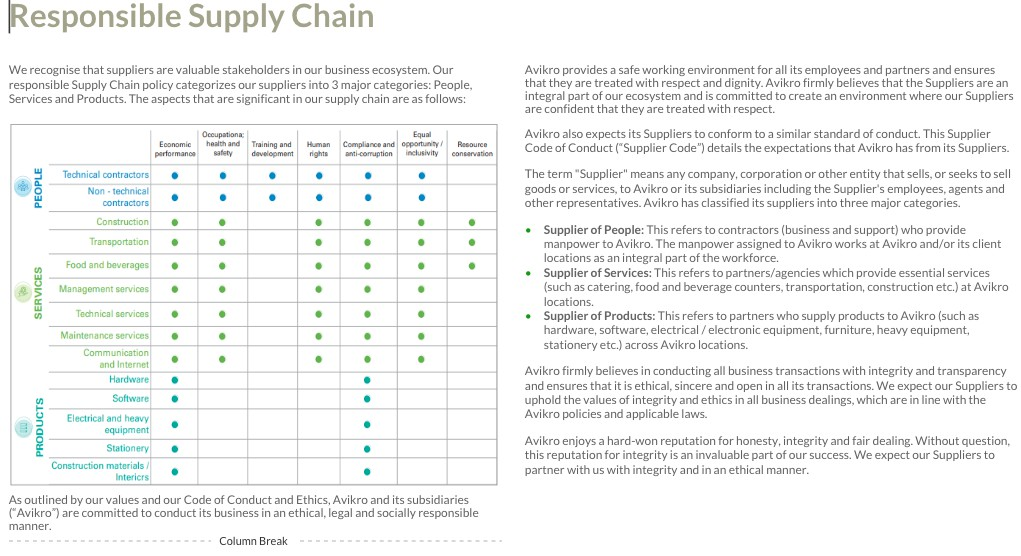 Responsible Supply Chain
We recognise that suppliers are valuable stakeholders in our business ecosystem. Our
responsible Supply Chain policy categorizes our suppliers into 3 major categories: People,
Services and Products. The aspects that are significant in our supply chain are as follows:
Economic
performance
Occupationa;
health and
safety
Training and
development
Human
rights
Compliance and
anti-corruption
Equal
opportunity /
inclusivity
Resource
conservation
PEOPLE
Technical contractors
Non - technical
contractors
SERVICES
Construction
Transportation
Food and beverages
Management services
Technical services
Maintenance services
Communication
and Internet
PRODUCTS
Hardware
Software
Electrical and heavy
equipment
Stationery
Construction materials /
Intericrs
As outlined by our values and our Code of Conduct and Ethics, Avikro and its subsidiaries
(“Avikro”) are committed to conduct its business in an ethical, legal and socially responsible
manner.
Column Break
Avikro provides a safe working environment for all its employees and partners and ensures
that they are treated with respect and dignity. Avikro firmly believes that the Suppliers are an
integral part of our ecosystem and is committed to create an environment where our Suppliers
are confident that they are treated with respect.
Avikro also expects its Suppliers to conform to a similar standard of conduct. This Supplier
Code of Conduct (“Supplier Code”) details the expectations that Avikro has from its Suppliers.
The term "Supplier" means any company, corporation or other entity that sells, or seeks to sell
goods or services, to Avikro or its subsidiaries including the Supplier's employees, agents and
other representatives. Avikro has classified its suppliers into three major categories.
• Supplier of People: This refers to contractors (business and support) who provide
manpower to Avikro. The manpower assigned to Avikro works at Avikro and/or its client
locations as an integral part of the workforce.
• Supplier of Services: This refers to partners/agencies which provide essential services
(such as catering, food and beverage counters, transportation, construction etc.) at Avikro
locations.
• Supplier of Products: This refers to partners who supply products to Avikro (such as
hardware, software, electrical / electronic equipment, furniture, heavy equipment,
stationery etc.) across Avikro locations.
Avikro firmly believes in conducting all business transactions with integrity and transparency
and ensures that it is ethical, sincere and open in all its transactions. We expect our Suppliers to
uphold the values of integrity and ethics in all business dealings, which are in line with the
Avikro policies and applicable laws.
Avikro enjoys a hard-won reputation for honesty, integrity and fair dealing. Without question,
this reputation for integrity is an invaluable part of our success. We expect our Suppliers to
partner with us with integrity and in an ethical manner.